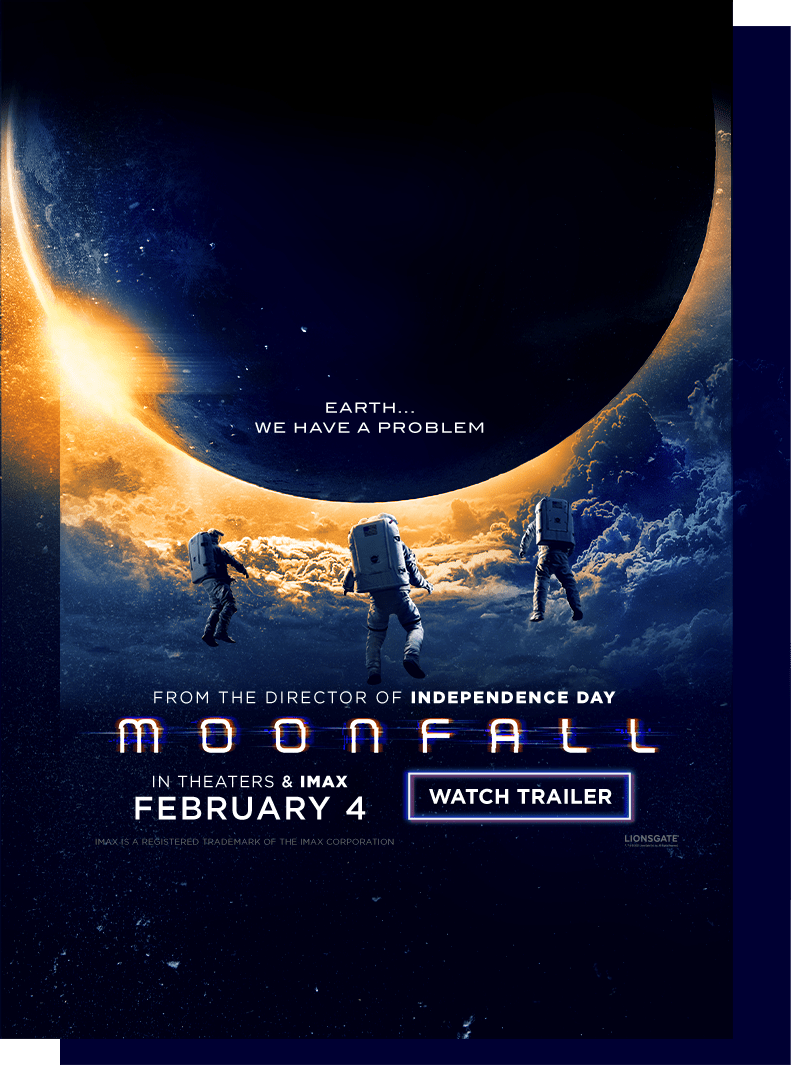 EARTH...
WE HAVE A PROBLEM
FROM THE DIRECTOR OF INDEPENDENCE DAY
MOONFALL
IN THEATERS & IMAX
FEBRUARY 4
WATCH TRAILER
IMAX IS A REGISTERED TRADEMARK OF THE IMAX CORPORATION
LIONSGATE